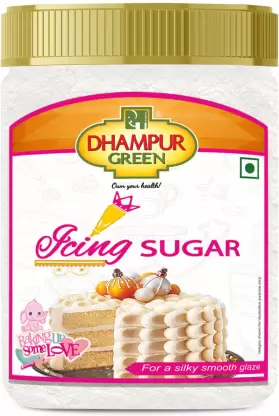 DHAMPUR
GREEN
Own your health!
Icing SUGAR
BAKING UP
some LOVE
For a silky smooth glaze